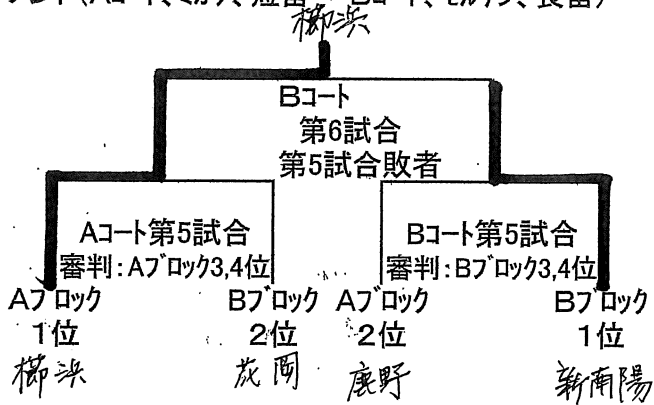 櫛浜
Bコート
第6試合
第5試合敗者
Aコート第5試合
Bコート第5試合
審判:Aブロック3,4位
審判:Bブロック3,4位
Aブロック Bブロック Aブロック Bブロック
1位 2位 2位 1位
櫛浜 花岡 鹿野 新南陽